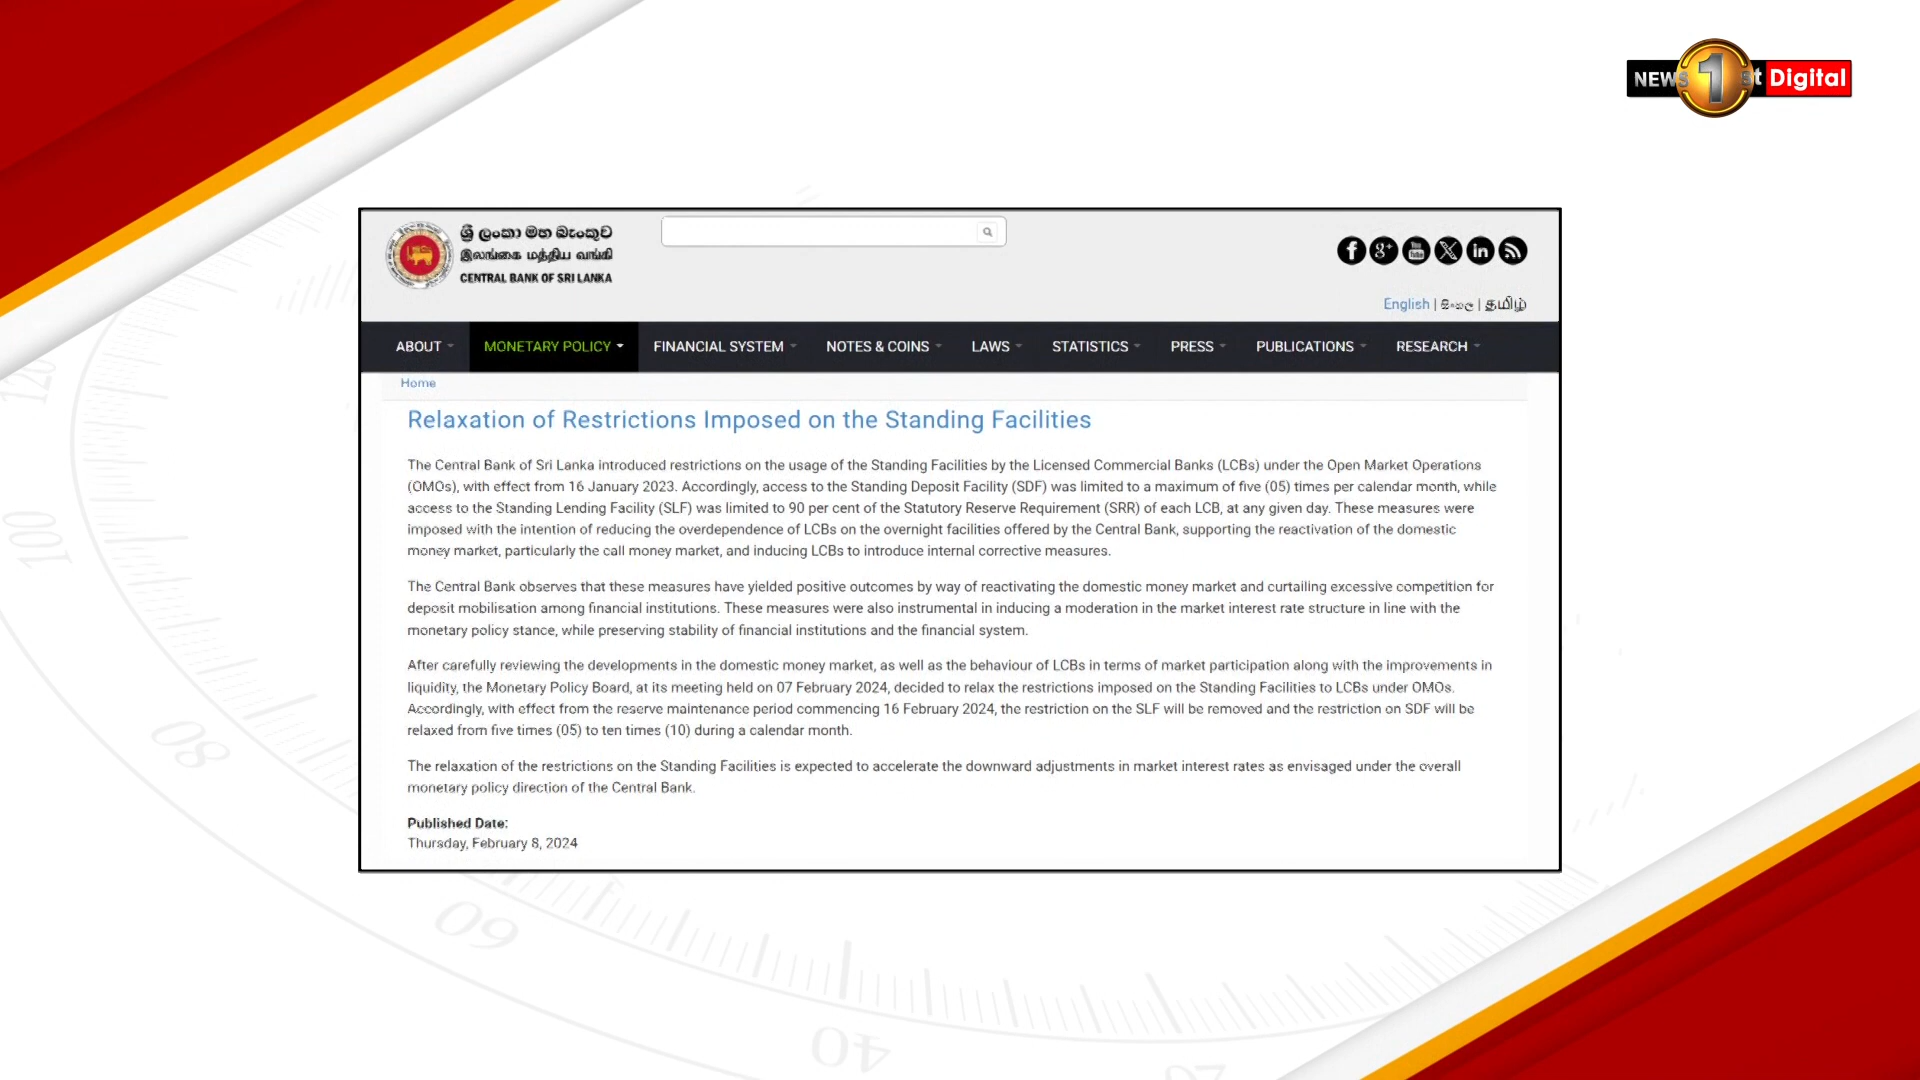 NEWS 1st Digital
ශ්‍රී ලංකා මහ බැංකුව
இலங்கை மத்திய வங்கி
CENTRAL BANK OF SRI LANKA
English | සිංහල | தமிழ்
ABOUT MONETARY POLICY FINANCIAL SYSTEM NOTES & COINS LAWS STATISTICS PRESS PUBLICATIONS RESEARCH
Home
Relaxation of Restrictions Imposed on the Standing Facilities
The Central Bank of Sri Lanka introduced restrictions on the usage of the Standing Facilities by the Licensed Commercial Banks (LCBs) under the Open Market Operations
(OMOs), with effect from 16 January 2023. Accordingly, access to the Standing Deposit Facility (SDF) was limited to a maximum of five (05) times per calendar month, while
access to the Standing Lending Facility (SLF) was limited to 90 per cent of the Statutory Reserve Requirement (SRR) of each LCB, at any given day. These measures were
imposed with the intention of reducing the overdependence of LCBs on the overnight facilities offered by the Central Bank, supporting the reactivation of the domestic
money market, particularly the call money market, and inducing LCBs to introduce internal corrective measures.
The Central Bank observes that these measures have yielded positive outcomes by way of reactivating the domestic money market and curtailing excessive competition for
deposit mobilisation among financial institutions. These measures were also instrumental in inducing a moderation in the market interest rate structure in line with the
monetary policy stance, while preserving stability of financial institutions and the financial system.
After carefully reviewing the developments in the domestic money market, as well as the behaviour of LCBs in terms of market participation along with the improvements in
liquidity, the Monetary Policy Board, at its meeting held on 07 February 2024, decided to relax the restrictions imposed on the Standing Facilities to LCBs under OMOs.
Accordingly, with effect from the reserve maintenance period commencing 16 February 2024, the restriction on the SLF will be removed and the restriction on SDF will be
relaxed from five times (05) to ten times (10) during a calendar month.
The relaxation of the restrictions on the Standing Facilities is expected to accelerate the downward adjustments in market interest rates as envisaged under the overall
monetary policy direction of the Central Bank.
Published Date:
Thursday, February 8, 2024
120
100
80
60
40